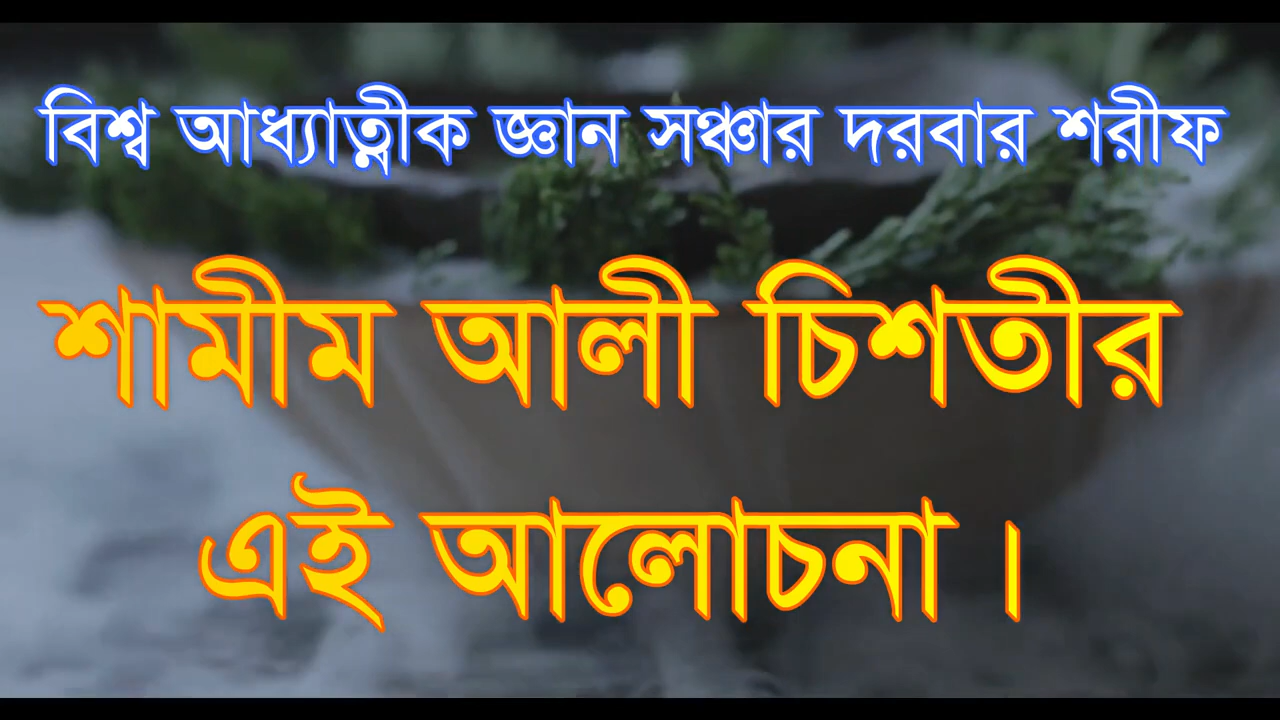 বিশ্ব আধ্যাত্নীক জ্ঞান সঞ্চার দরবার শরীফ
শামীম আলী চিশতীর
এই আলোচনা ।